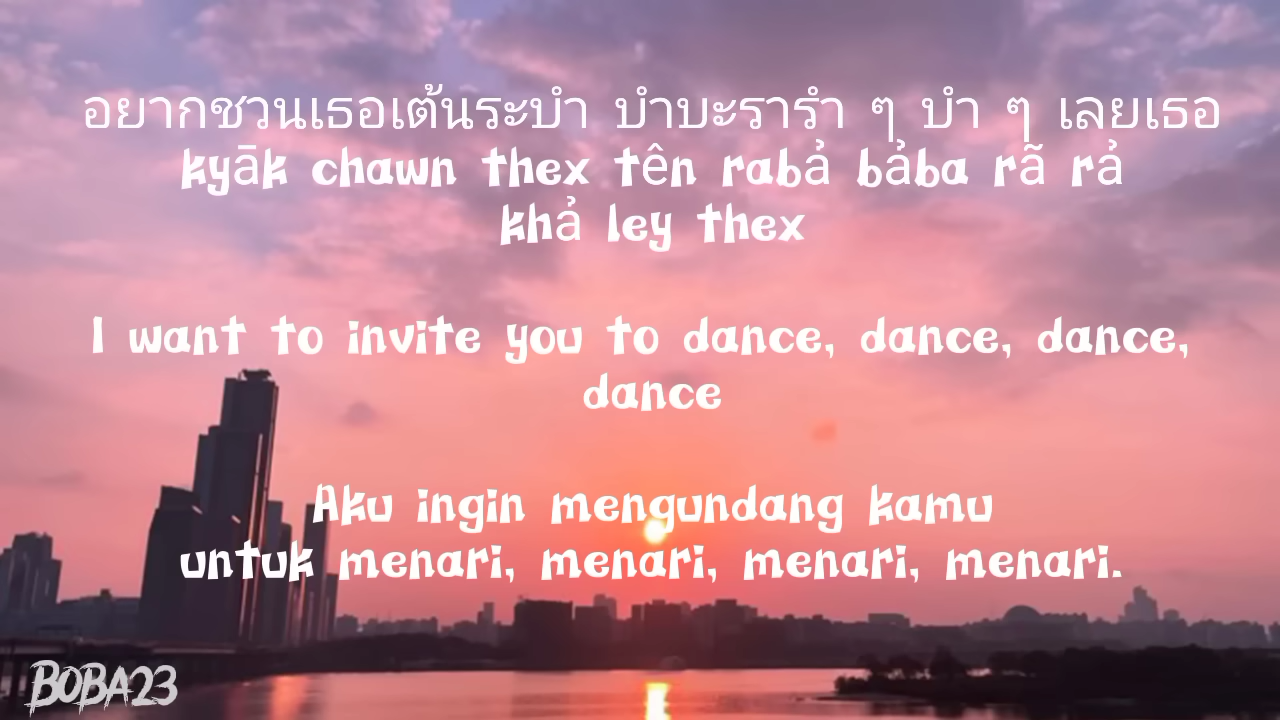 อยากชวนเธอเต้นระบำ บำบะรารำ ๆ บำ ๆ เลยเธอ
kyāk chawn thex tên rabả bảba rã rả
khả ley thex
I want to invite you to dance, dance, dance,
dance
Aku ingin mengundang kamu
untuk menari, menari, menari, menari.
BOBA23